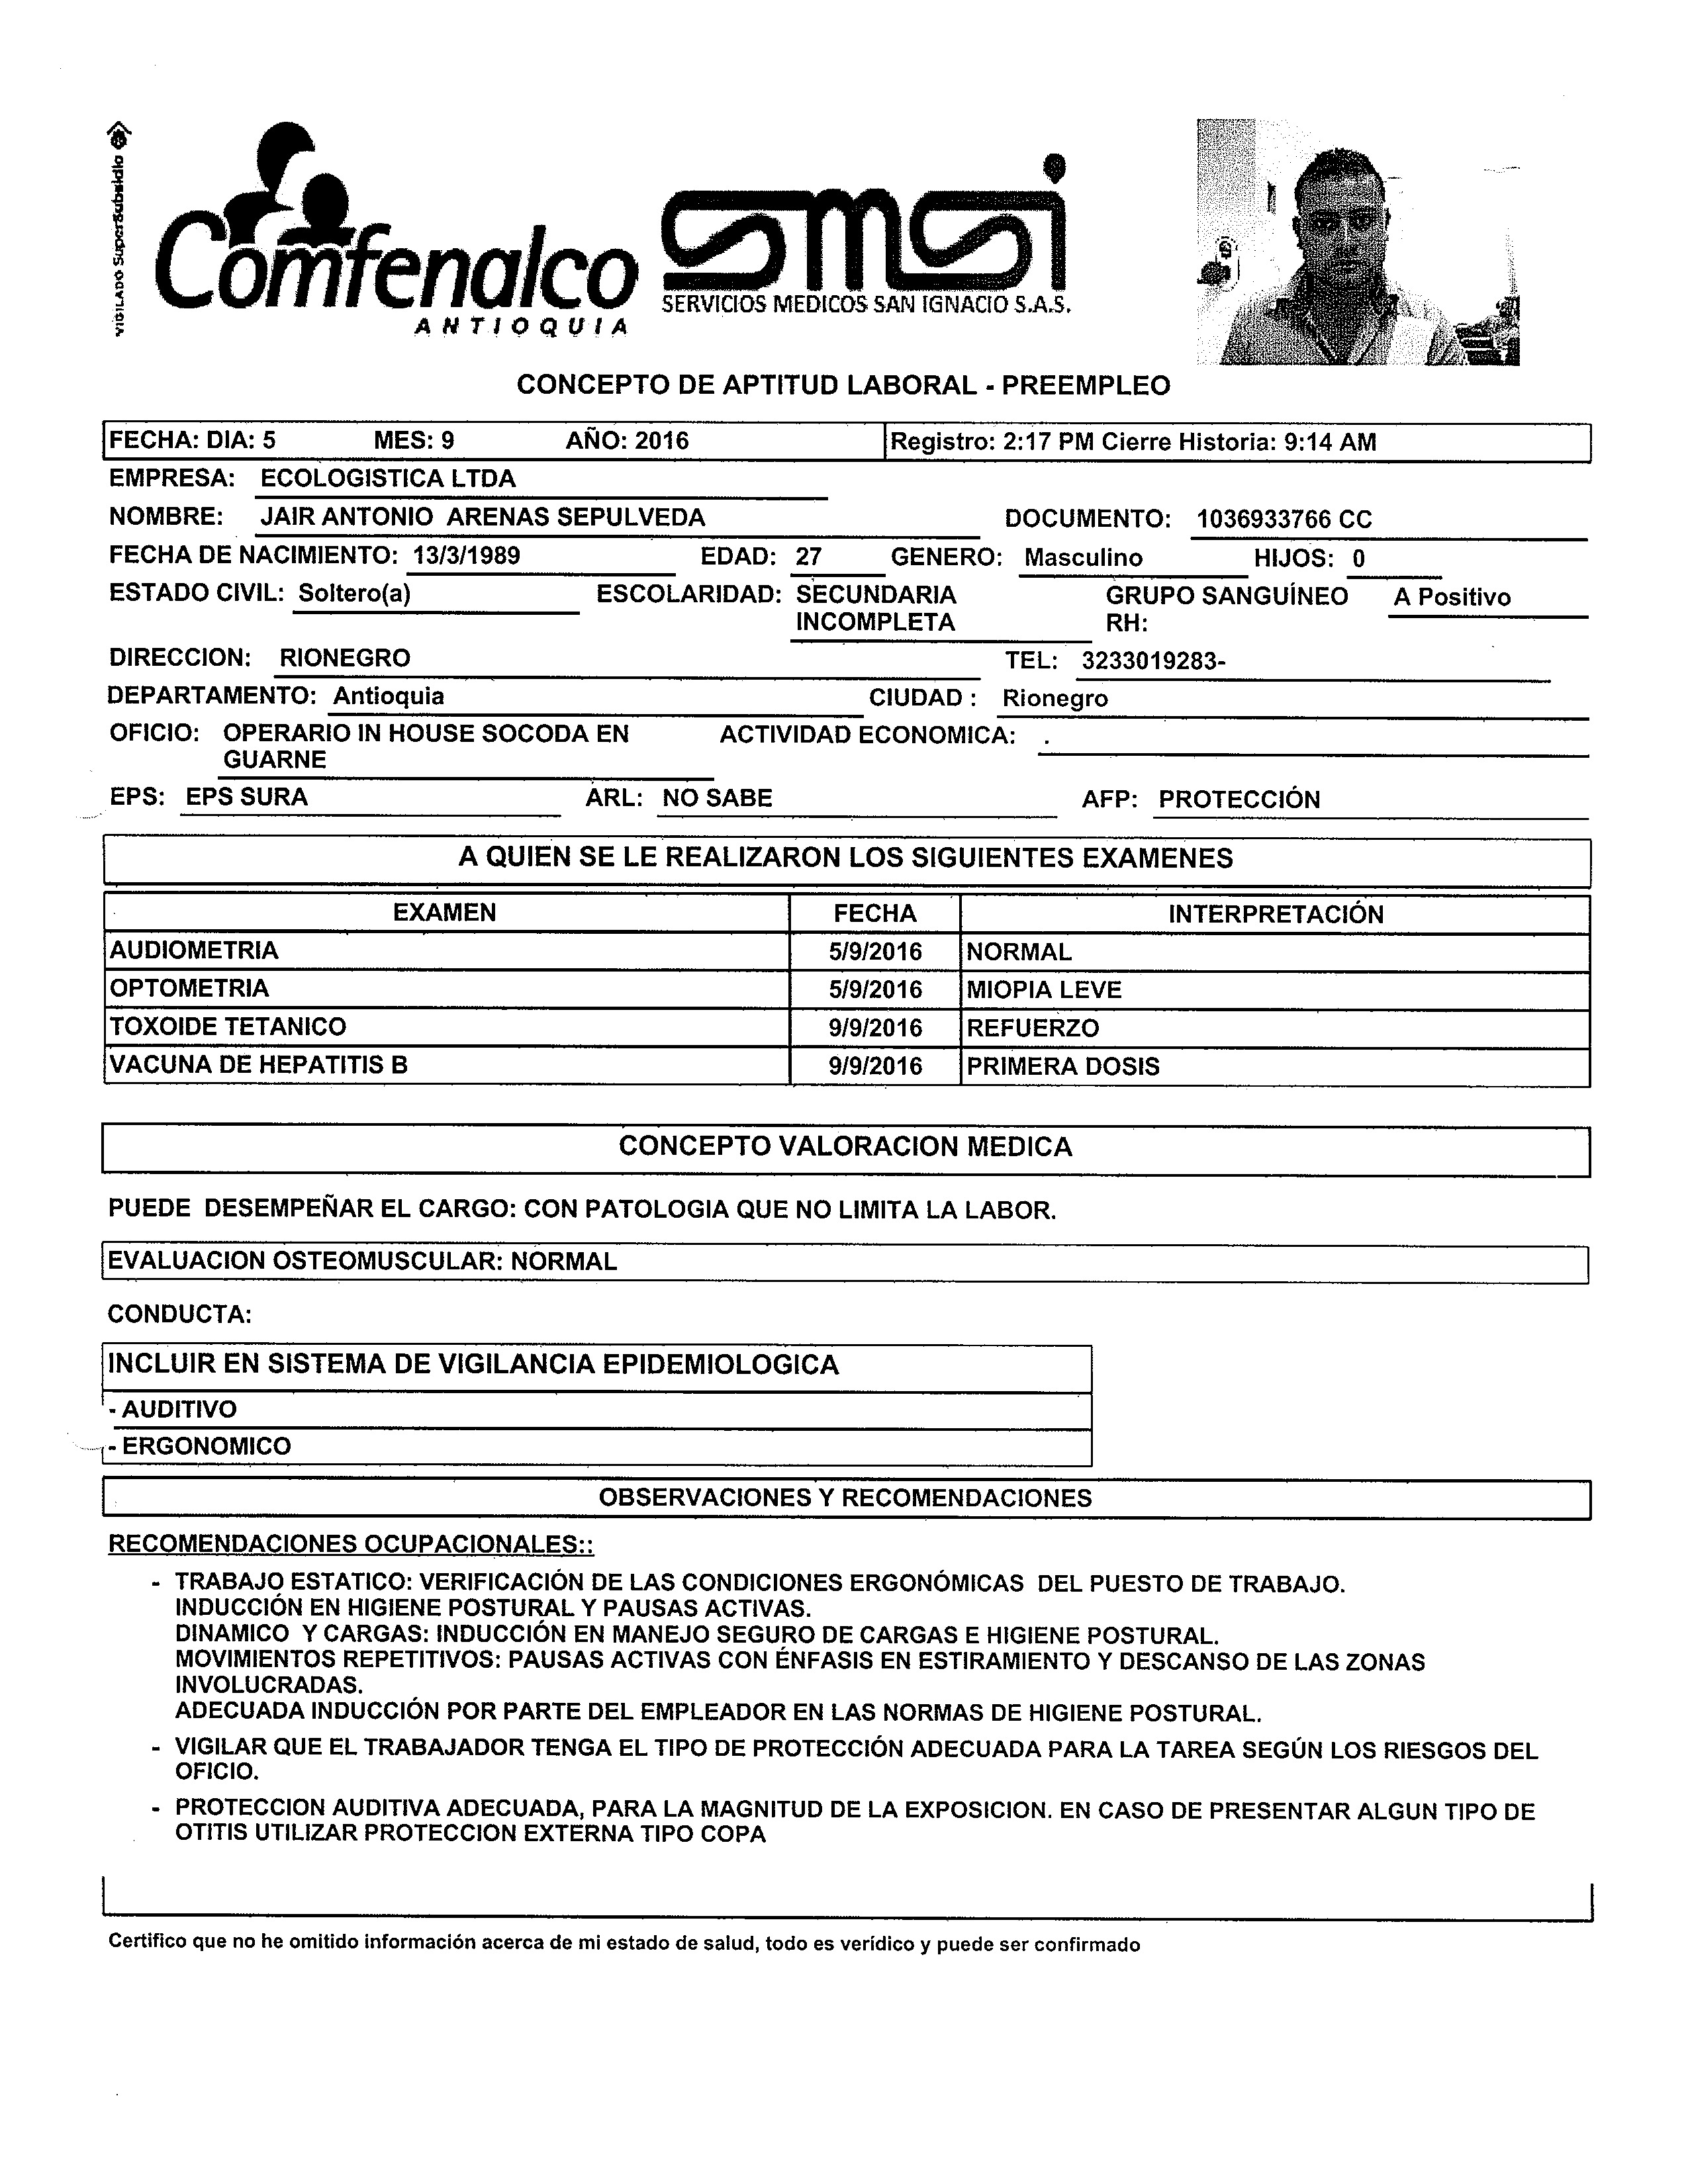 VIGILADO SuperSubsidio
Comfenalco
ANTIOQUIA
smsi
SERVICIOS MEDICOS SAN IGNACIO S.A.S.
CONCEPTO DE APTITUD LABORAL - PREEMPLEO
FECHA: DIA: 5 MES: 9 AÑO: 2016 Registro: 2:17 PM Cierre Historia: 9:14 AM
EMPRESA: ECOLOGISTICA LTDA
NOMBRE: JAIR ANTONIO ARENAS SEPULVEDA DOCUMENTO: 1036933766 CC
FECHA DE NACIMIENTO: 13/3/1989 EDAD: 27 GENERO: Masculino HIJOS: 0
ESTADO CIVIL: Soltero(a) ESCOLARIDAD: SECUNDARIA GRUPO SANGUÍNEO A Positivo
INCOMPLETA RH:
DIRECCION: RIONEGRO TEL: 3233019283-
DEPARTAMENTO: Antioquia CIUDAD : Rionegro
OFICIO: OPERARIO IN HOUSE SOCODA EN ACTIVIDAD ECONOMICA: .
GUARNE
EPS: EPS SURA ARL: NO SABE AFP: PROTECCIÓN
A QUIEN SE LE REALIZARON LOS SIGUIENTES EXAMENES
EXAMEN FECHA INTERPRETACIÓN
AUDIOMETRIA 5/9/2016 NORMAL
OPTOMETRIA 5/9/2016 MIOPIA LEVE
TOXOIDE TETANICO 9/9/2016 REFUERZO
VACUNA DE HEPATITIS B 9/9/2016 PRIMERA DOSIS
CONCEPTO VALORACION MEDICA
PUEDE DESEMPEÑAR EL CARGO: CON PATOLOGIA QUE NO LIMITA LA LABOR.
EVALUACION OSTEOMUSCULAR: NORMAL
CONDUCTA:
INCLUIR EN SISTEMA DE VIGILANCIA EPIDEMIOLOGICA
- AUDITIVO
- ERGONOMICO
OBSERVACIONES Y RECOMENDACIONES
RECOMENDACIONES OCUPACIONALES::
- TRABAJO ESTATICO: VERIFICACIÓN DE LAS CONDICIONES ERGONÓMICAS DEL PUESTO DE TRABAJO.
INDUCCIÓN EN HIGIENE POSTURAL Y PAUSAS ACTIVAS.
DINAMICO Y CARGAS: INDUCCIÓN EN MANEJO SEGURO DE CARGAS E HIGIENE POSTURAL.
MOVIMIENTOS REPETITIVOS: PAUSAS ACTIVAS CON ÉNFASIS EN ESTIRAMIENTO Y DESCANSO DE LAS ZONAS
INVOLUCRADAS.
ADECUADA INDUCCIÓN POR PARTE DEL EMPLEADOR EN LAS NORMAS DE HIGIENE POSTURAL.
- VIGILAR QUE EL TRABAJADOR TENGA EL TIPO DE PROTECCIÓN ADECUADA PARA LA TAREA SEGÚN LOS RIESGOS DEL
OFICIO.
- PROTECCION AUDITIVA ADECUADA, PARA LA MAGNITUD DE LA EXPOSICION. EN CASO DE PRESENTAR ALGUN TIPO DE
OTITIS UTILIZAR PROTECCION EXTERNA TIPO COPA
Certifico que no he omitido información acerca de mi estado de salud, todo es verídico y puede ser confirmado